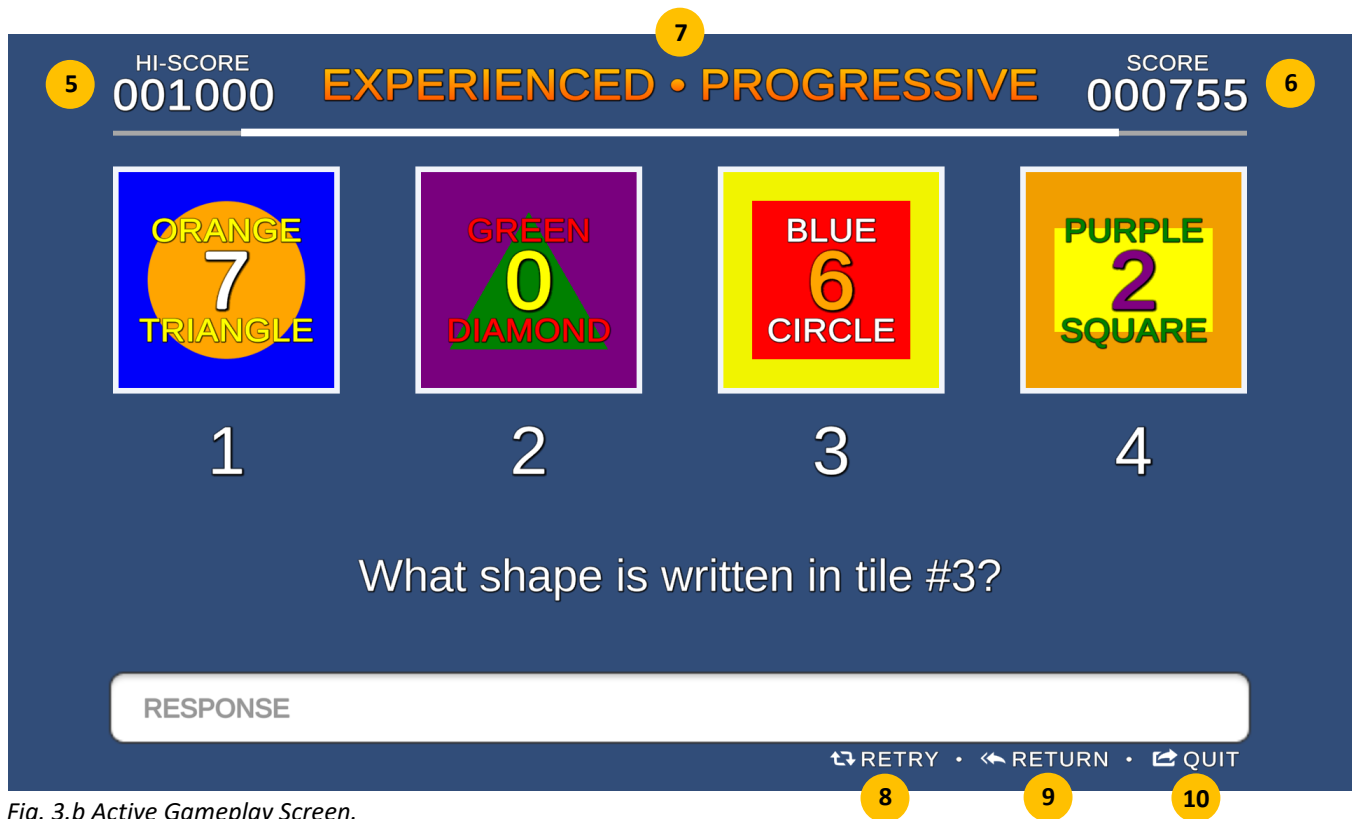 7
5
HI-SCORE
001000
EXPERIENCED • PROGRESSIVE
SCORE
000755
6
ORANGE
7
TRIANGLE
GREEN
0
DIAMOND
BLUE
6
CIRCLE
PURPLE
2
SQUARE
1 2 3 4
What shape is written in tile #3?
RESPONSE
RETRY • RETURN • QUIT
8 9 10
Fig. 3.b Active Gameplay Screen.